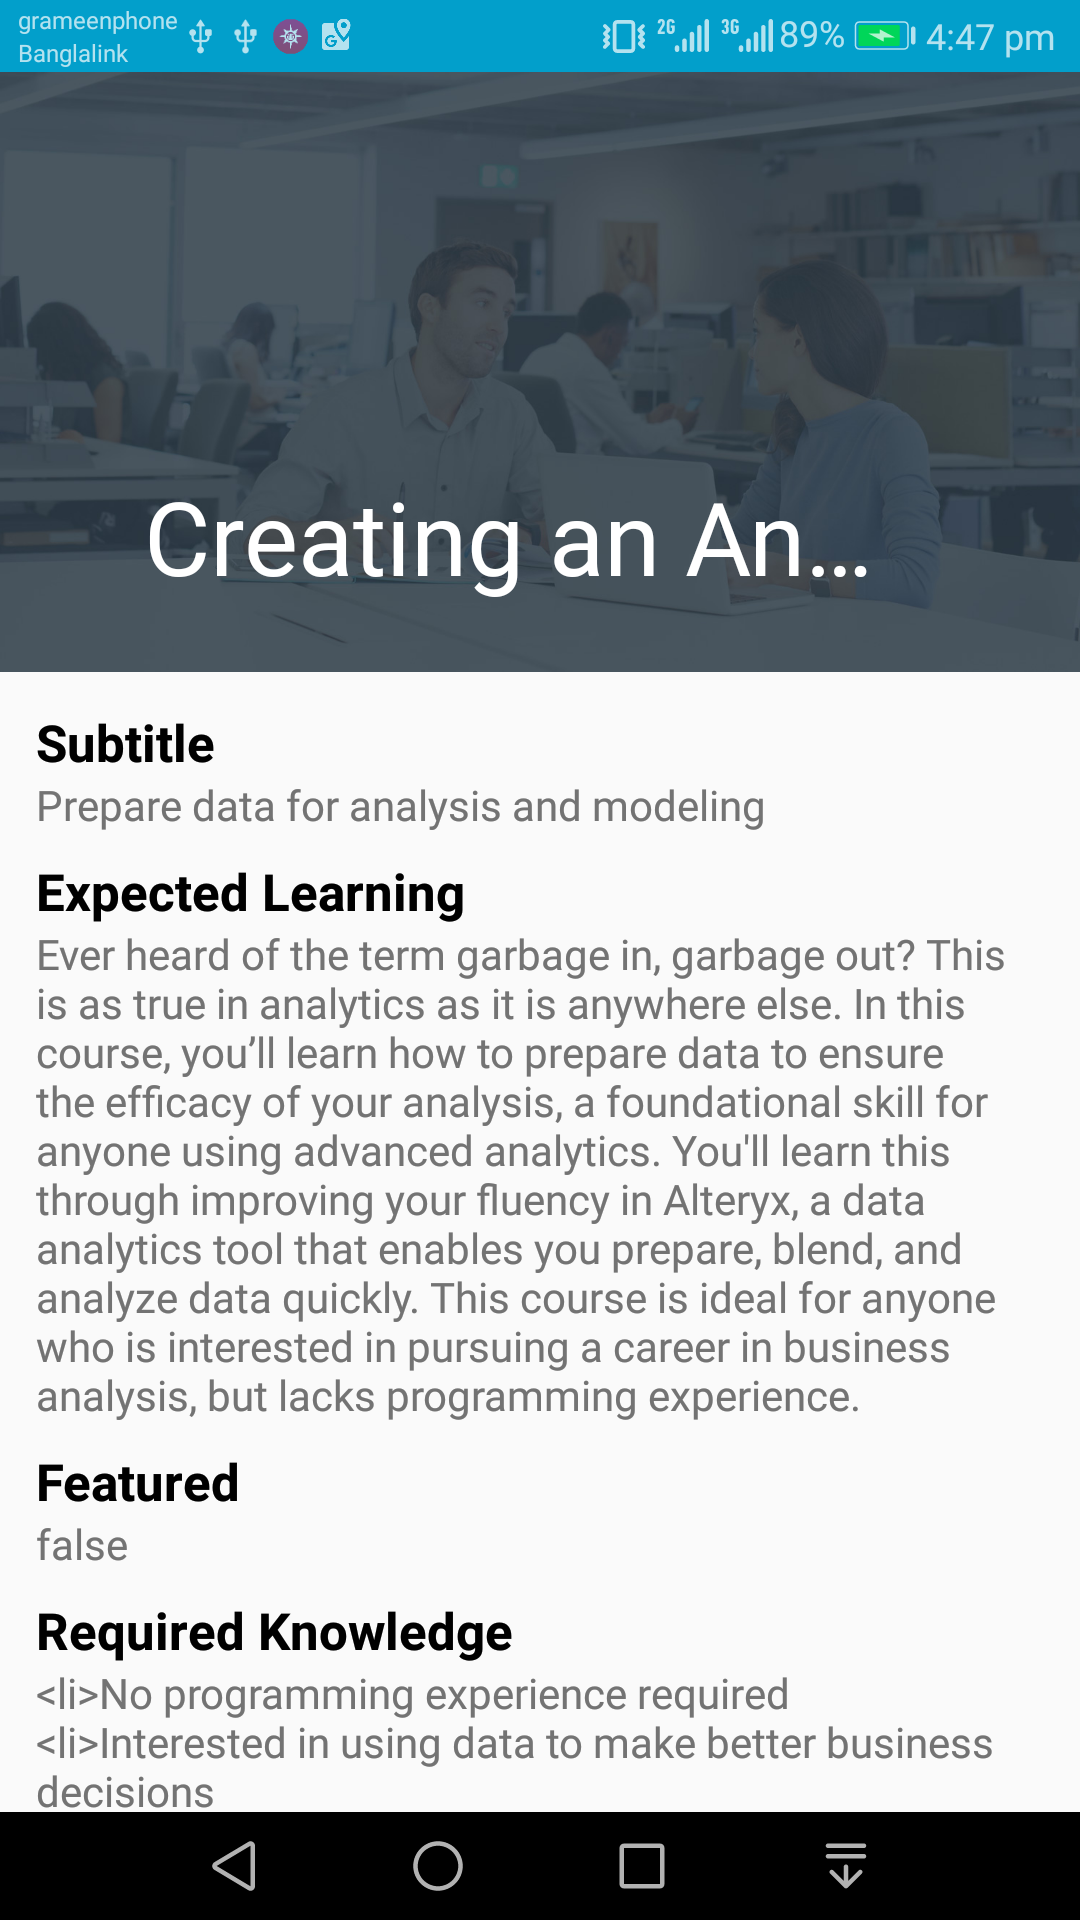 grameenphone
Banglalink
2G 3G 89% 4:47 pm
Creating an An...
Subtitle
Prepare data for analysis and modeling
Expected Learning
Ever heard of the term garbage in, garbage out? This
is as true in analytics as it is anywhere else. In this
course, you’ll learn how to prepare data to ensure
the efficacy of your analysis, a foundational skill for
anyone using advanced analytics. You'll learn this
through improving your fluency in Alteryx, a data
analytics tool that enables you prepare, blend, and
analyze data quickly. This course is ideal for anyone
who is interested in pursuing a career in business
analysis, but lacks programming experience.
Featured
false
Required Knowledge
<li>No programming experience required
<li>Interested in using data to make better business
decisions